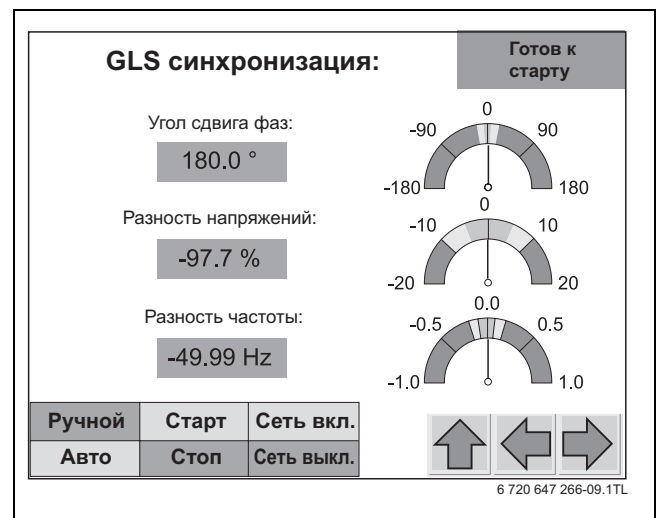 GLS синхронизация:
Готов к
старту
Угол сдвига фаз:
180.0 °
0
-90
90
-180
180
Разность напряжений:
-97.7 %
0
-10
10
-20
20
Разность частоты:
-49.99 Hz
0.0
-0.5
0.5
-1.0
1.0
Ручной
Старт
Сеть вкл.
Авто
Стоп
Сеть выкл.
6 720 647 266-09.1TL